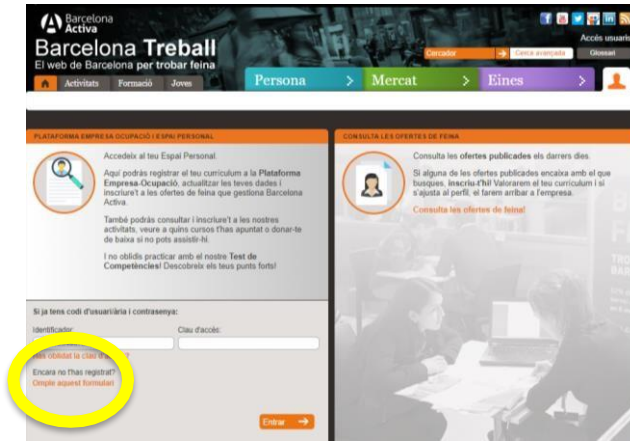 Barcelona
Activa
Barcelona Treball
El web de Barcelona per trobar feina
Accés usuaris
Cercador
Cerca avançada
Glossari
Activitats Formació Joves
Persona > Mercat > Eines >
PLATAFORMA EMPRESA OCUPACIÓ I ESPAI PERSONAL
Accedeix al teu Espai Personal.
Aquí podràs registrar el teu currículum a la Plataforma
Empresa-Ocupació, actualitzar les teves dades i
inscriure't a les ofertes de feina que gestiona Barcelona
Activa.
També podràs consultar i inscriure't a les nostres
activitats, veure a quins cursos t'has apuntat o donar-te
de baixa si no pots assistir-hi.
I no oblidis practicar amb el nostre Test de
Competències! Descobreix els teus punts forts!
Si ja tens codi d'usuari/ària i contrasenya:
Identificador:
Clau d'accés:
Has oblidat la clau d'accés?
Encara no t'has registrat?
Omple aquest formulari
Entrar
CONSULTA LES OFERTES DE FEINA
Consulta les ofertes publicades els darrers dies.
Si alguna de les ofertes publicades encaixa amb el que
busques, inscriu-t'hi! Valorarem el teu currículum i si
s'ajusta al perfil, el farem arribar a l'empresa.
Consulta les ofertes de feina!